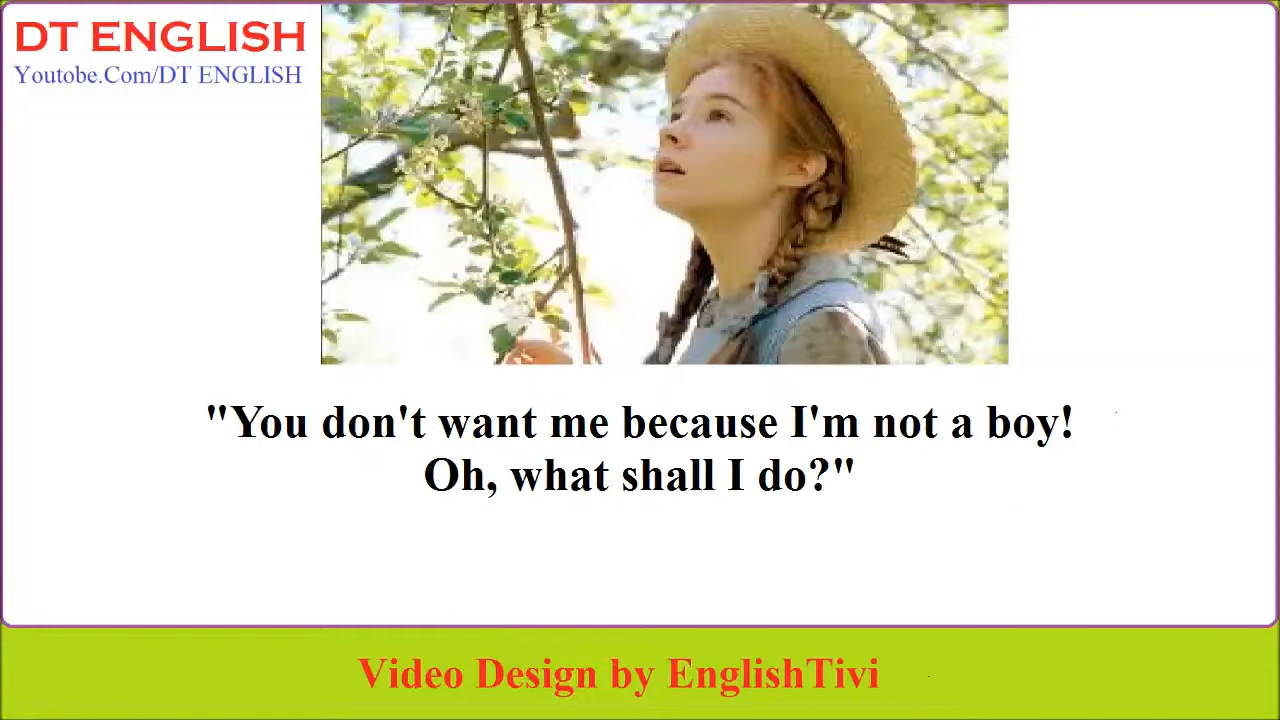 DT ENGLISH
Youtobe.Com/DT ENGLISH
"You don't want me because I'm not a boy!
Oh, what shall I do?"
Video Design by EnglishTivi